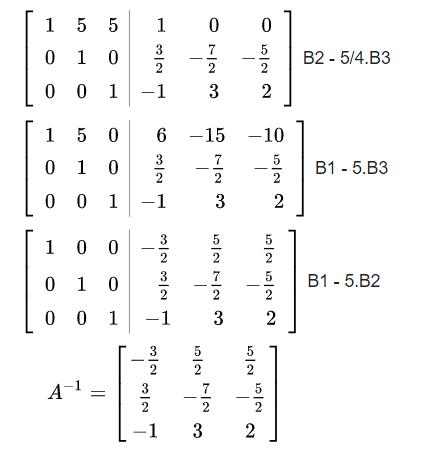 1 5 5 | 1 0 0
0 1 0 | 3/2 −7/2 −5/2 B2 - 5/4.B3
0 0 1 | −1 3 2
1 5 0 | 6 −15 −10
0 1 0 | 3/2 −7/2 −5/2 B1 - 5.B3
0 0 1 | −1 3 2
1 0 0 | −3/2 5/2 5/2
0 1 0 | 3/2 −7/2 −5/2 B1 - 5.B2
0 0 1 | −1 3 2
−3/2 5/2 5/2
A⁻¹ = 3/2 −7/2 −5/2
−1 3 2